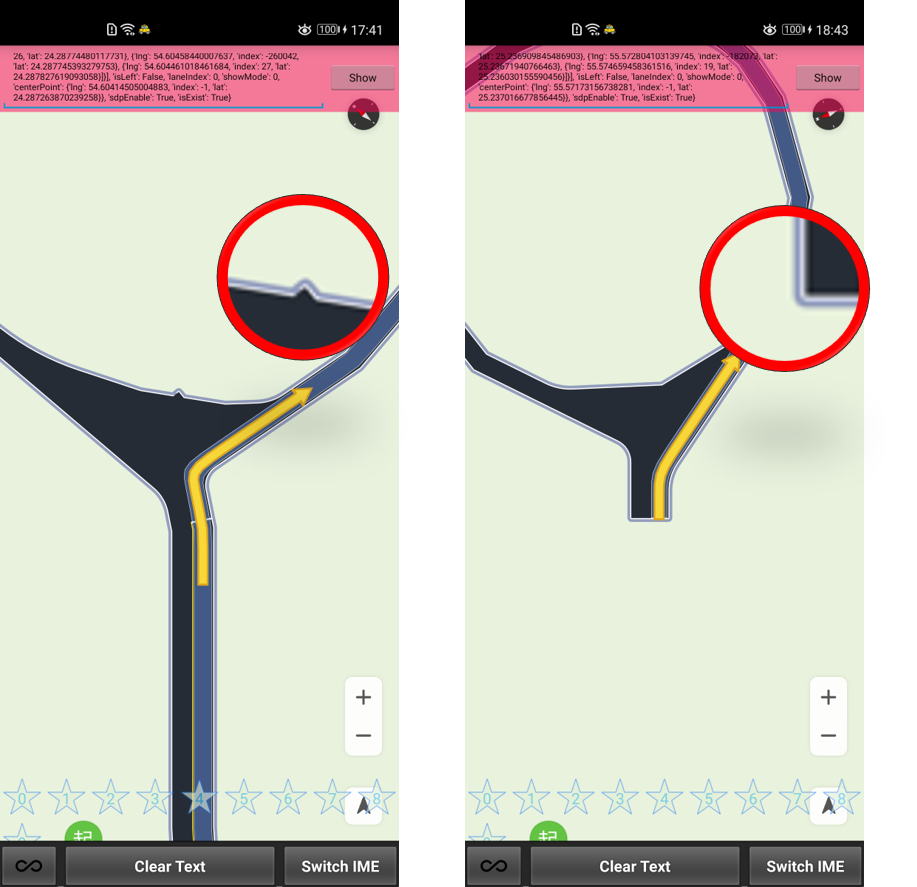 100 17:41
26, 'lat': 24.28774480117731}, {'lng': 54.60458440007637, 'index': -260042,
'lat': 24.287745393279753}, {'lng': 54.604461018461684, 'index': 27, 'lat':
24.287827619093058}]}], 'isLeft': False, 'laneIndex': 0, 'showMode': 0,
'centerPoint': {'lng': 54.60414505004883, 'index': -1, 'lat':
24.287263870239258}}, 'sdpEnable': True, 'isExist': True}
Show
0 1 2 3 4 5 6 7 8
起
Clear Text
Switch IME
100 18:43
'lat': 25.236909845486903}, {'lng': 55.572804103139745, 'index': -182073, 'lat':
25.23671940766463}, {'lng': 55.574659458361516, 'index': 19, 'lat':
25.236030155590456}]}], 'isLeft': False, 'laneIndex': 0, 'showMode': 0,
'centerPoint': {'lng': 55.57173156738281, 'index': -1, 'lat':
25.237016677856445}}, 'sdpEnable': True, 'isExist': True}
Show
0 1 2 3 4 5 6 7 8
起
Clear Text
Switch IME